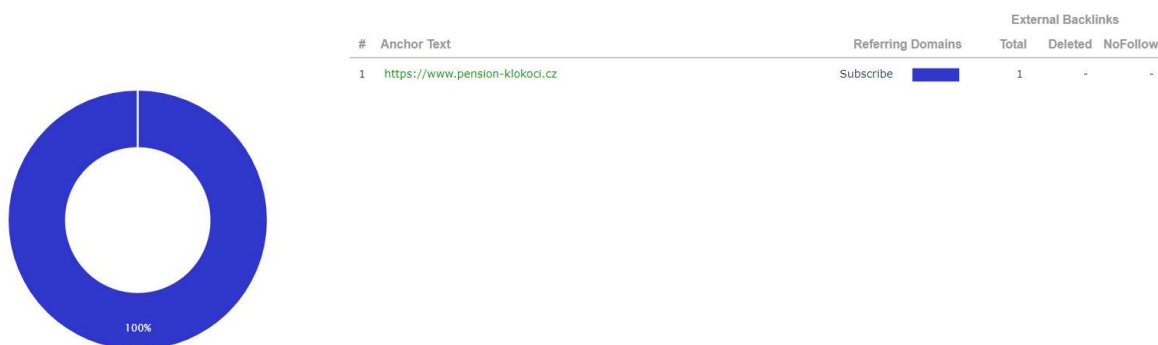 External Backlinks
# Anchor Text Referring Domains Total Deleted NoFollow
1 https://www.pension-klokoci.cz Subscribe 1 - -
100%